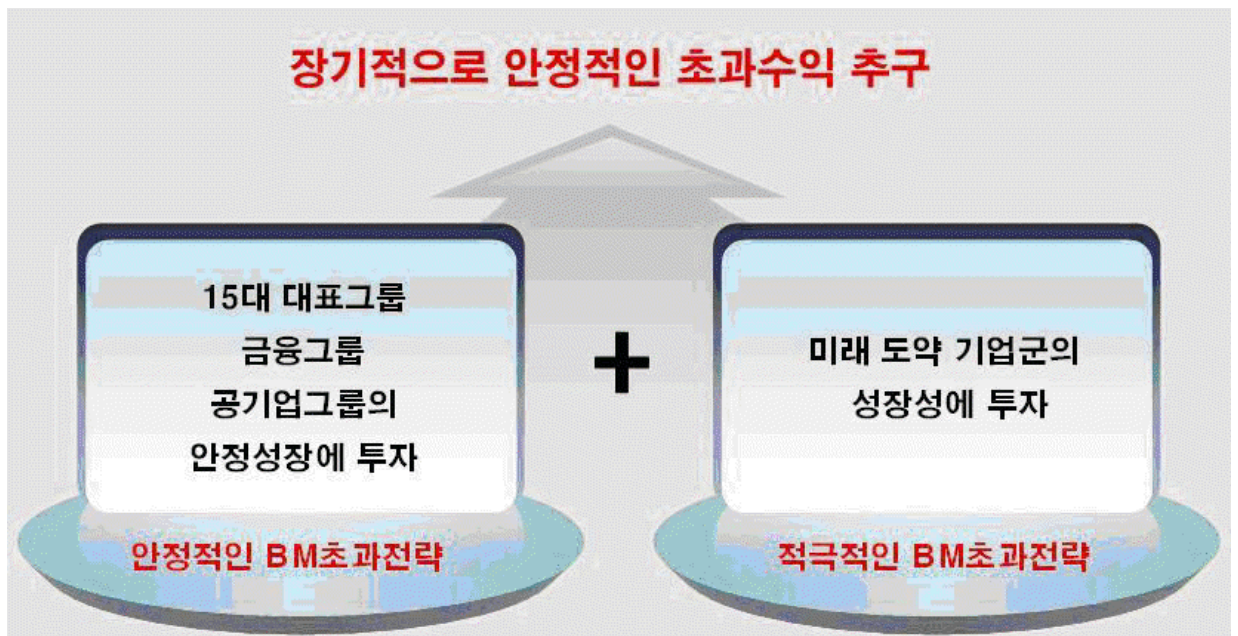 장기적으로 안정적인 초과수익 추구
15대 대표그룹
금융그룹
공기업그룹의
안정성장에 투자
+
미래 도약 기업군의
성장성에 투자
안정적인 BM초과전략
적극적인 BM초과전략